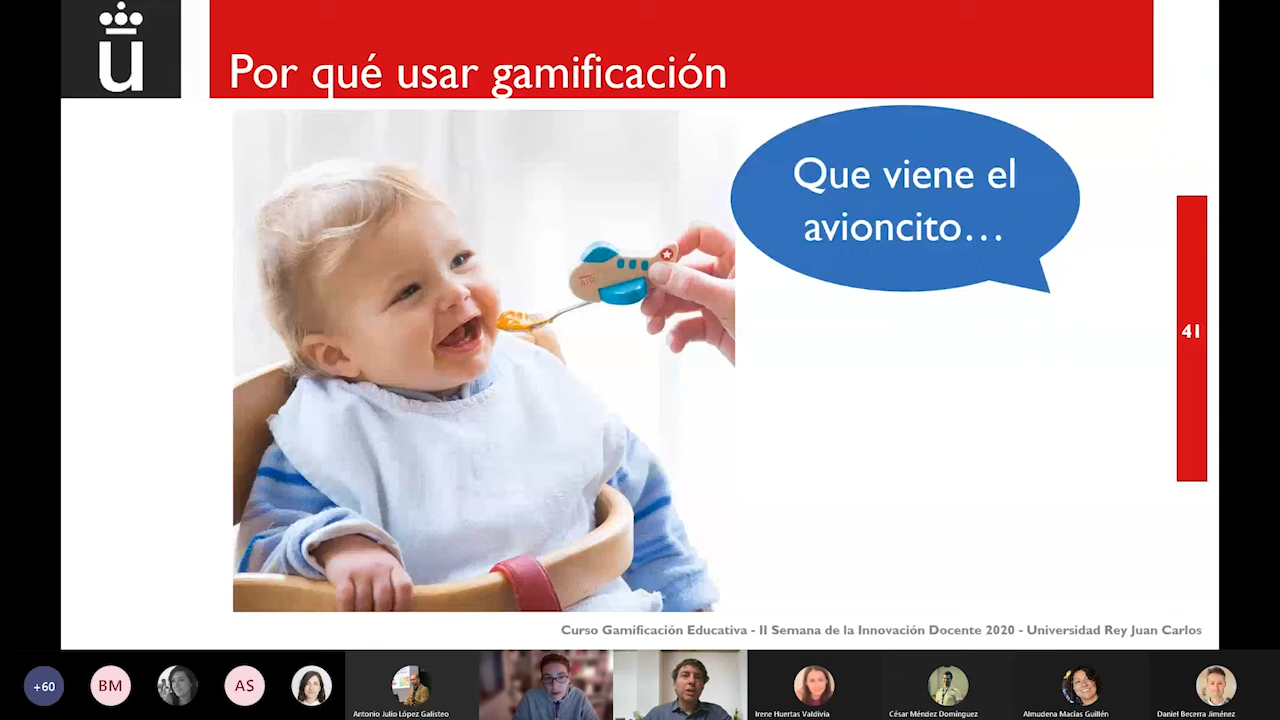 Por qué usar gamificación
Que viene el
avioncito...
41
Curso Gamificación Educativa - II Semana de la Innovación Docente 2020 - Universidad Rey Juan Carlos
+60
BM
AS
Antonio Julio López Galisteo
Irene Huertas Valdivia
César Méndez Domínguez
Almudena Macías Guillén
Daniel Becerra Jiménez